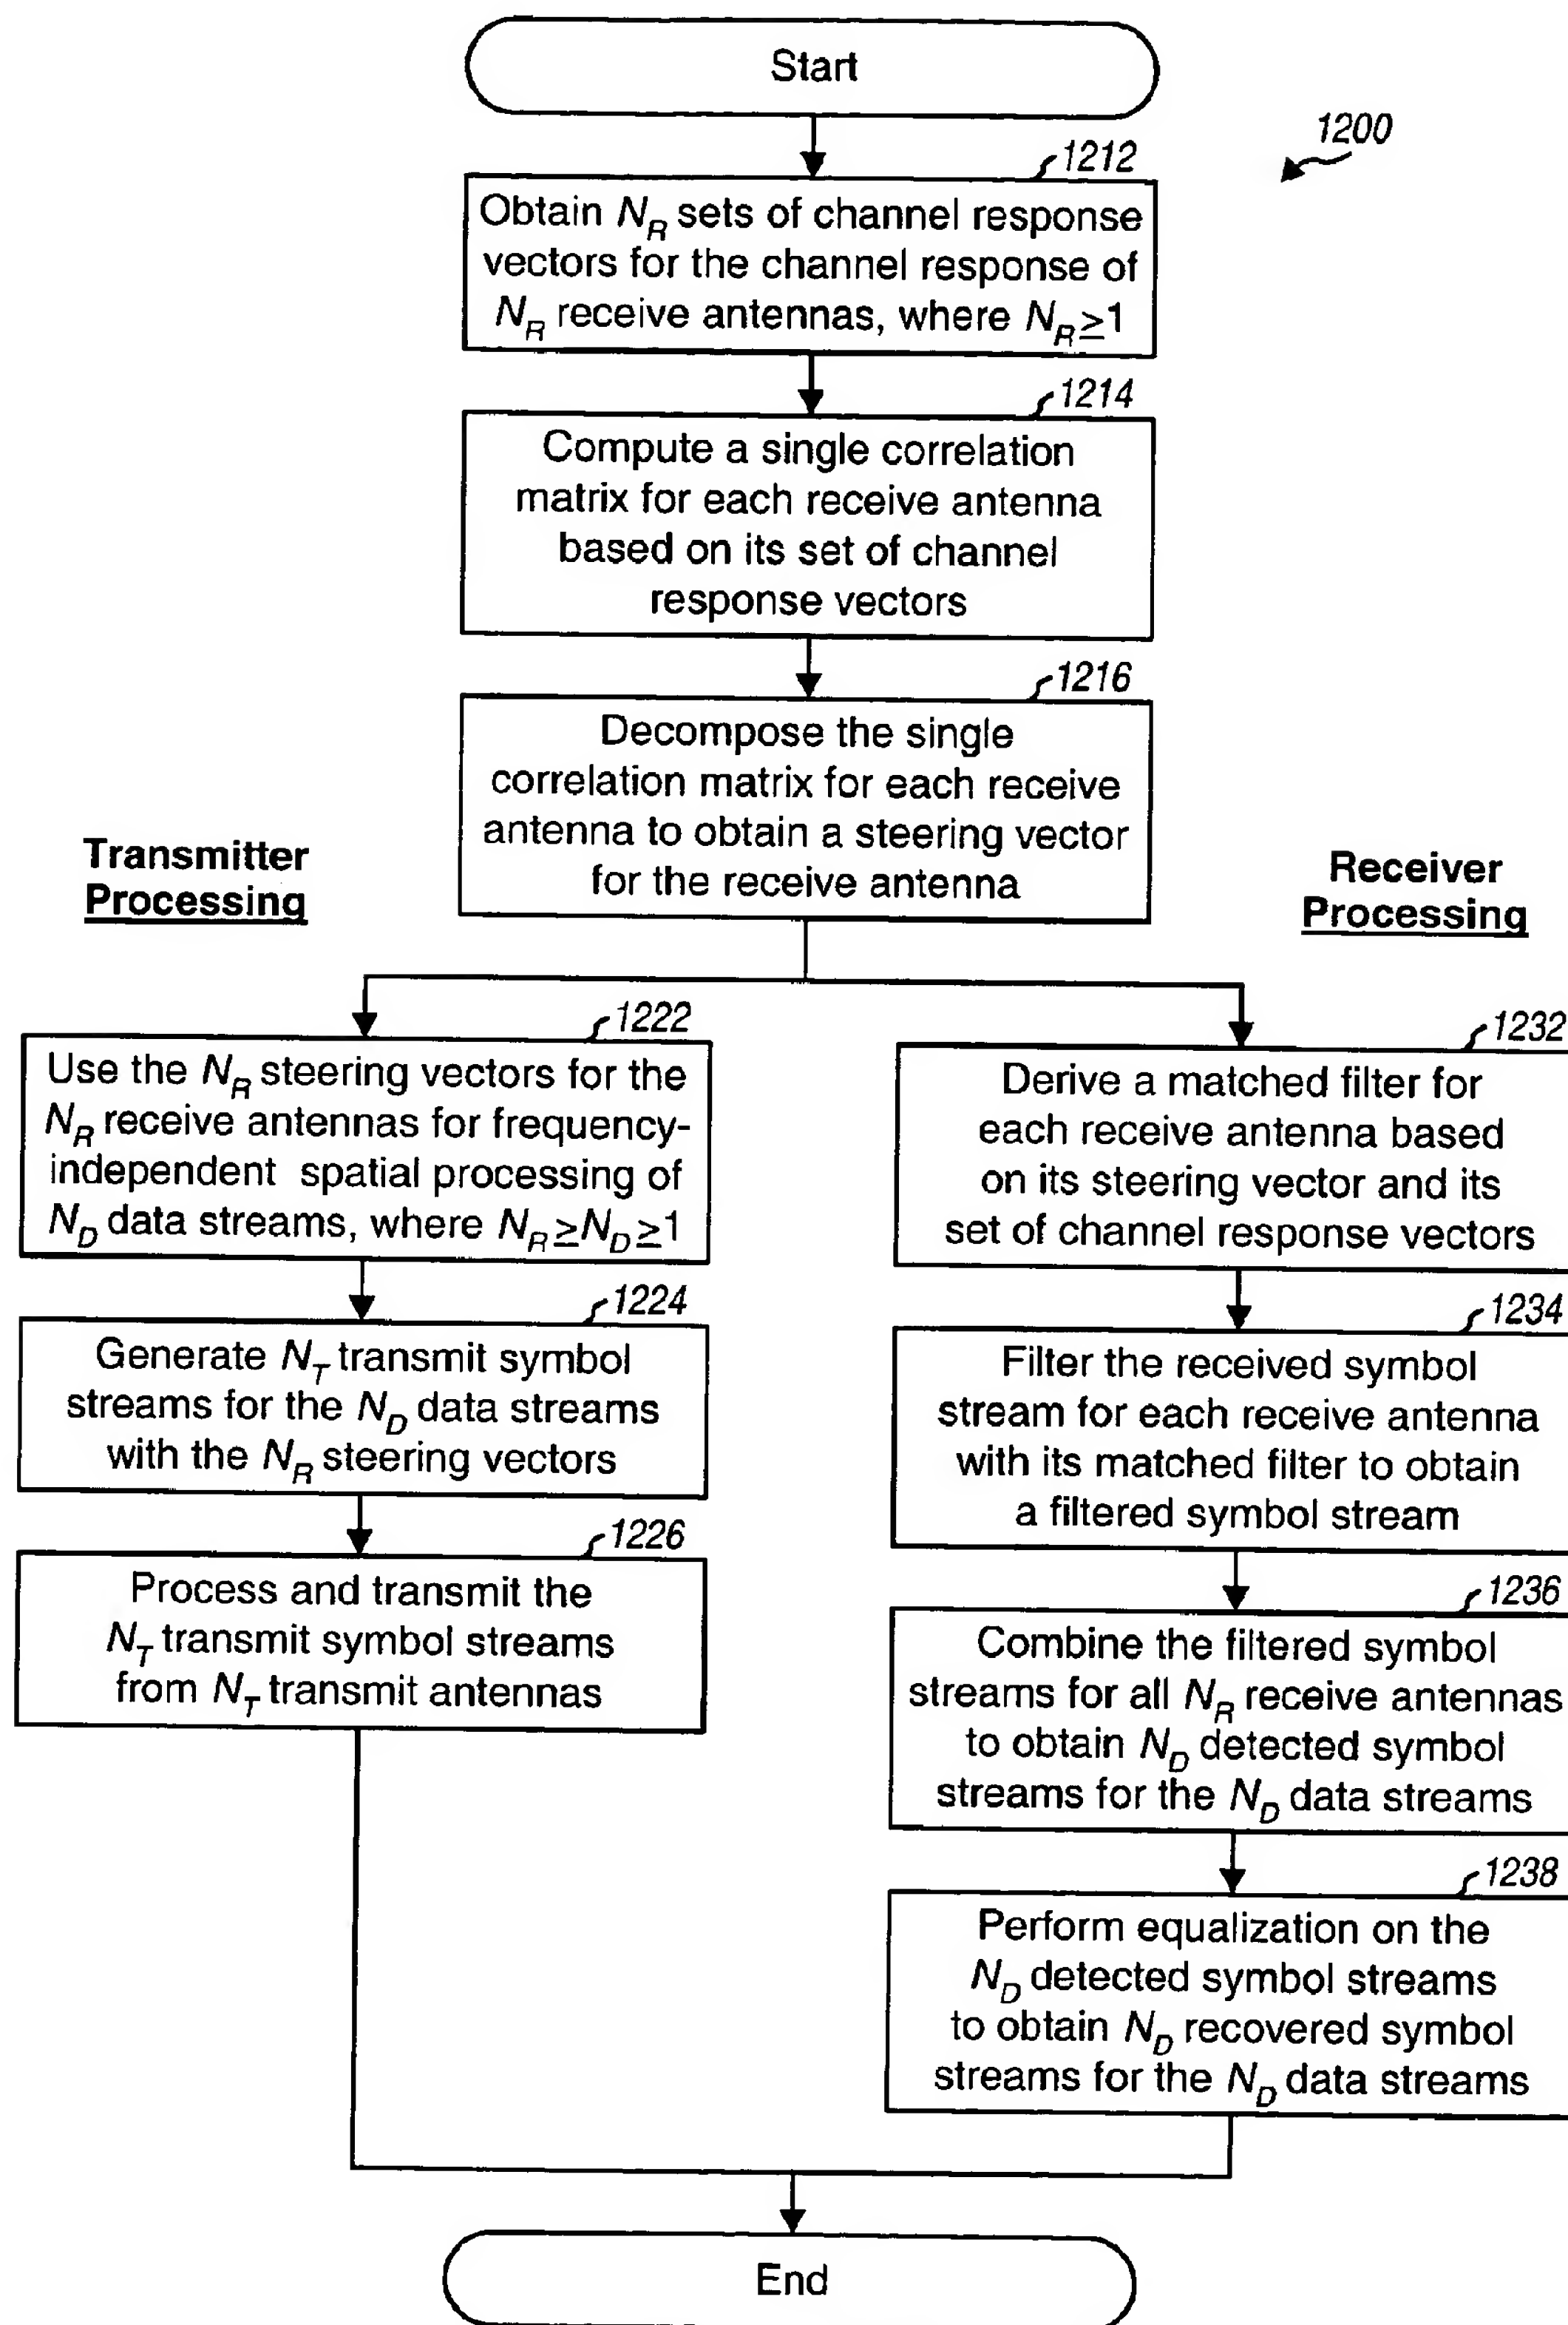 Start
1200
1212
Obtain N_R sets of channel response
vectors for the channel response of
N_R receive antennas, where N_R ≥ 1
1214
Compute a single correlation
matrix for each receive antenna
based on its set of channel
response vectors
1216
Decompose the single
correlation matrix for each receive
antenna to obtain a steering vector
for the receive antenna
Transmitter
Processing
1222
Use the N_R steering vectors for the
N_R receive antennas for frequency-
independent spatial processing of
N_D data streams, where N_R ≥ N_D ≥ 1
1224
Generate N_T transmit symbol
streams for the N_D data streams
with the N_R steering vectors
1226
Process and transmit the
N_T transmit symbol streams
from N_T transmit antennas
Receiver
Processing
1232
Derive a matched filter for
each receive antenna based
on its steering vector and its
set of channel response vectors
1234
Filter the received symbol
stream for each receive antenna
with its matched filter to obtain
a filtered symbol stream
1236
Combine the filtered symbol
streams for all N_R receive antennas
to obtain N_D detected symbol
streams for the N_D data streams
1238
Perform equalization on the
N_D detected symbol streams
to obtain N_D recovered symbol
streams for the N_D data streams
End